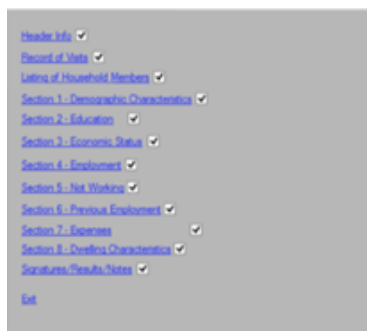 Header Info
Record of Visits
Listing of Household Members
Section 1 - Demographic Characteristics
Section 2 - Education
Section 3 - Economic Status
Section 4 - Employment
Section 5 - Not Working
Section 6 - Previous Employment
Section 7 - Expenses
Section 8 - Dwelling Characteristics
Signatures/Results/Notes
Exit